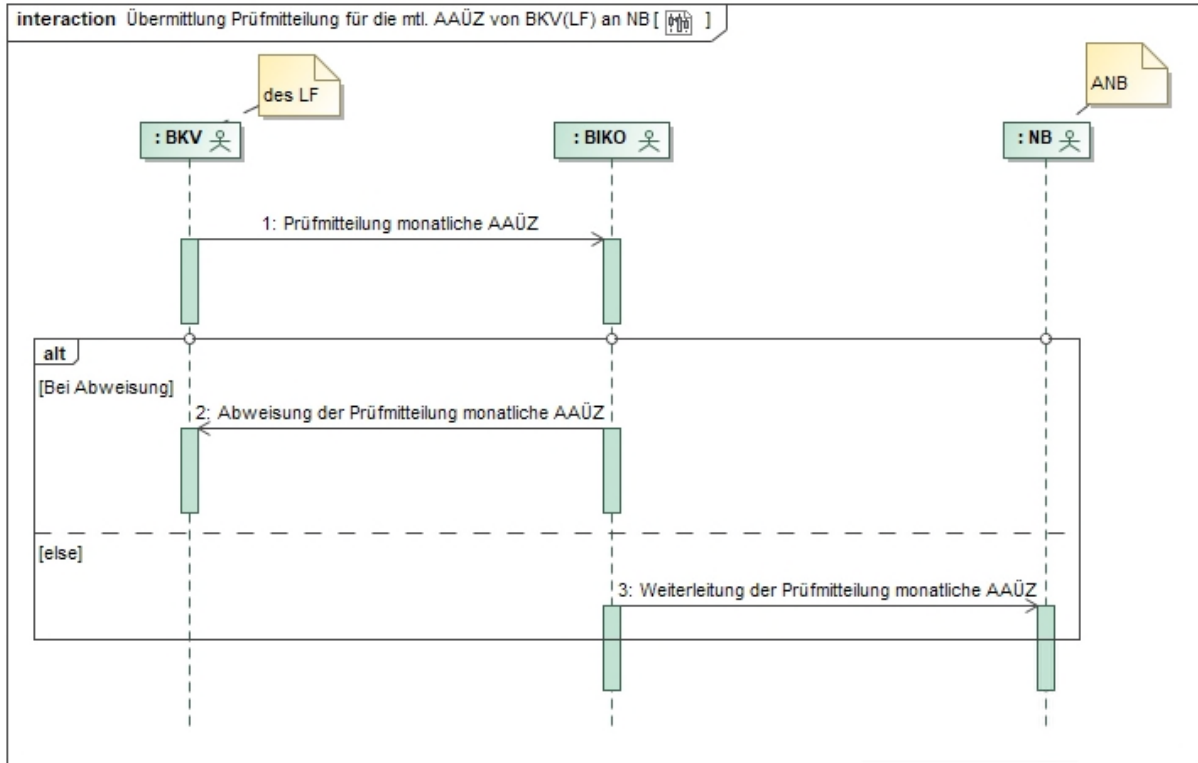 interaction Übermittlung Prüfmitteilung für die mtl. AAÜZ von BKV(LF) an NB [ ]
des LF
ANB
: BKV
: BIKO
: NB
1: Prüfmitteilung monatliche AAÜZ
alt
[Bei Abweisung]
2: Abweisung der Prüfmitteilung monatliche AAÜZ
[else]
3: Weiterleitung der Prüfmitteilung monatliche AAÜZ